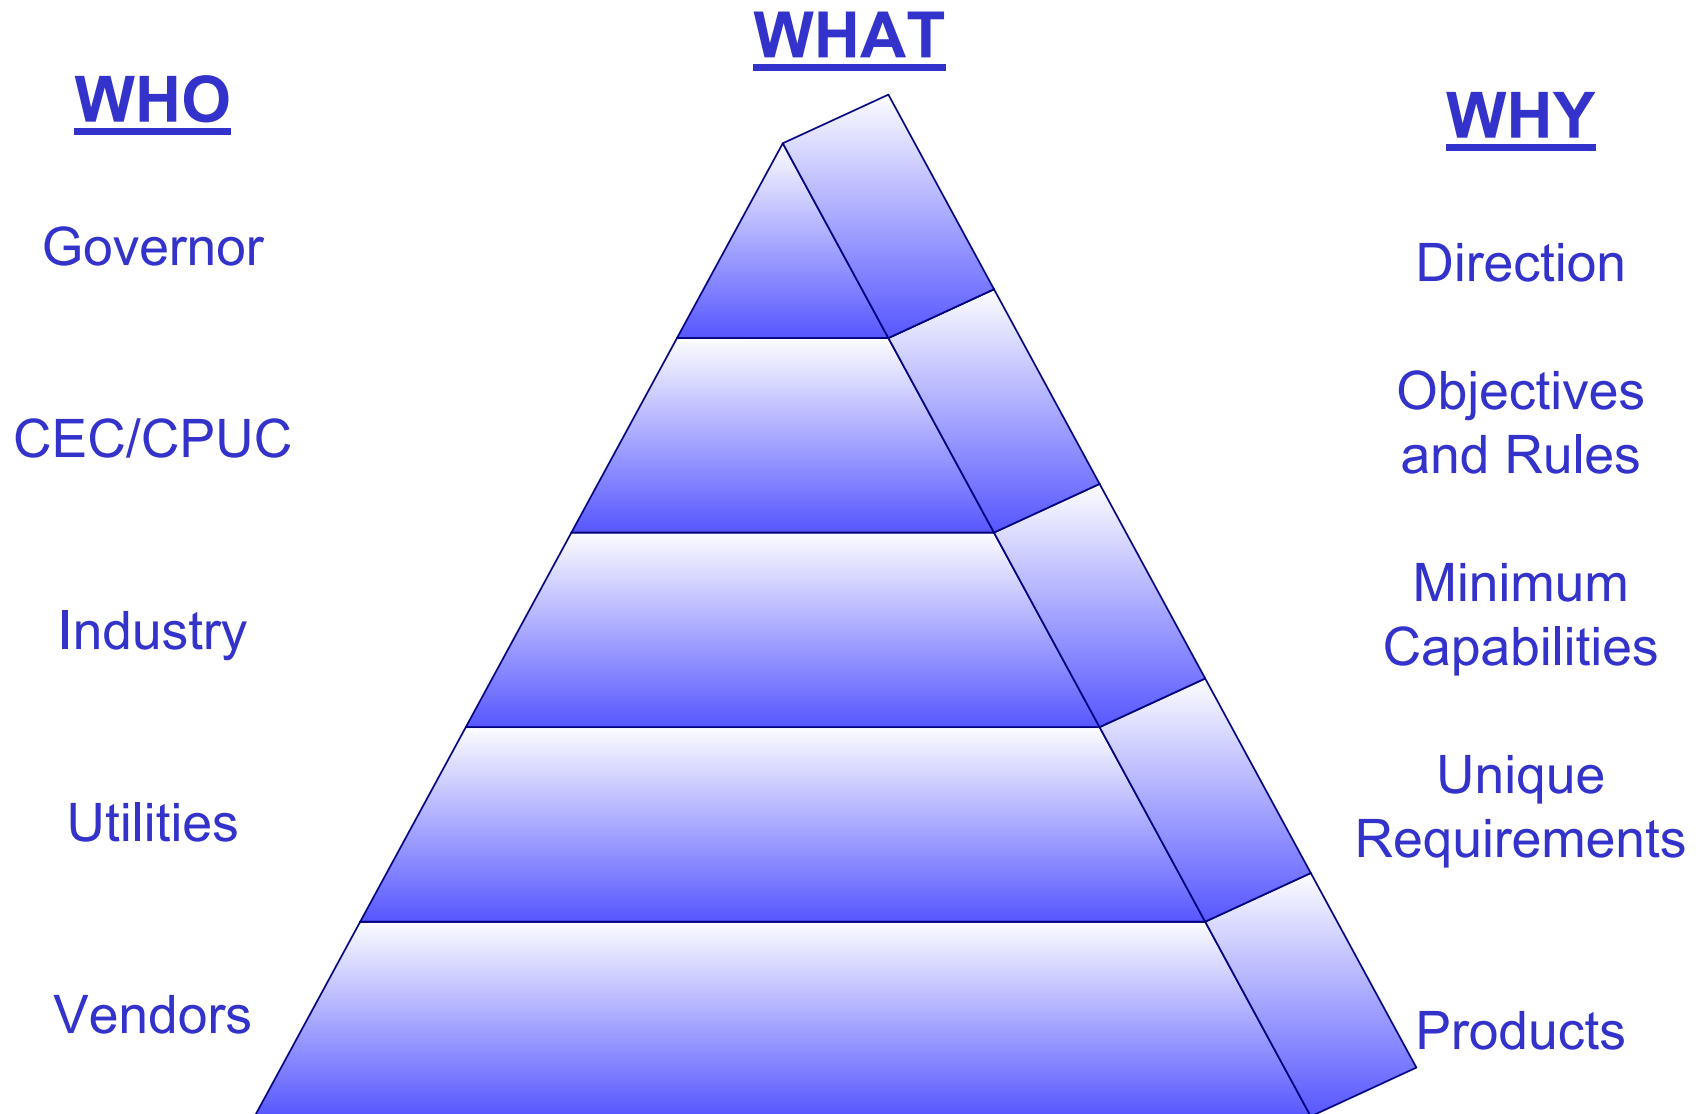 WHAT
WHO
WHY
Governor
Direction
CEC/CPUC
Objectives
and Rules
Industry
Minimum
Capabilities
Utilities
Unique
Requirements
Vendors
Products